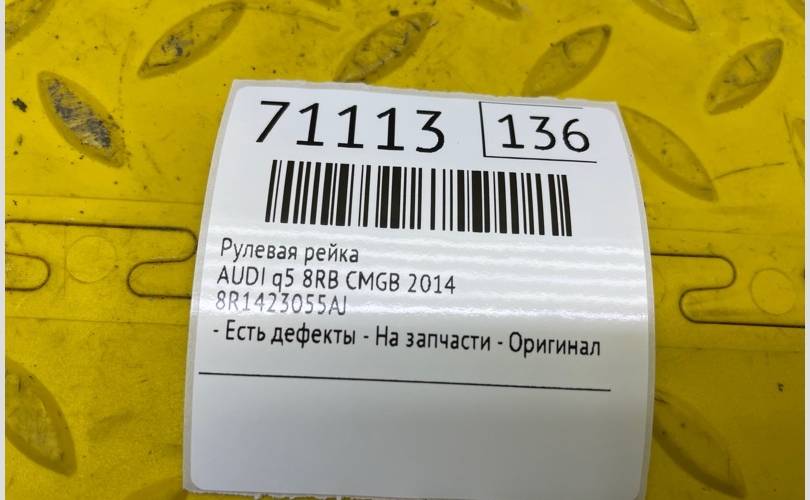 71113 136
Рулевая рейка
AUDI q5 8RB CMGB 2014
8R1423055AJ
- Есть дефекты - На запчасти - Оригинал